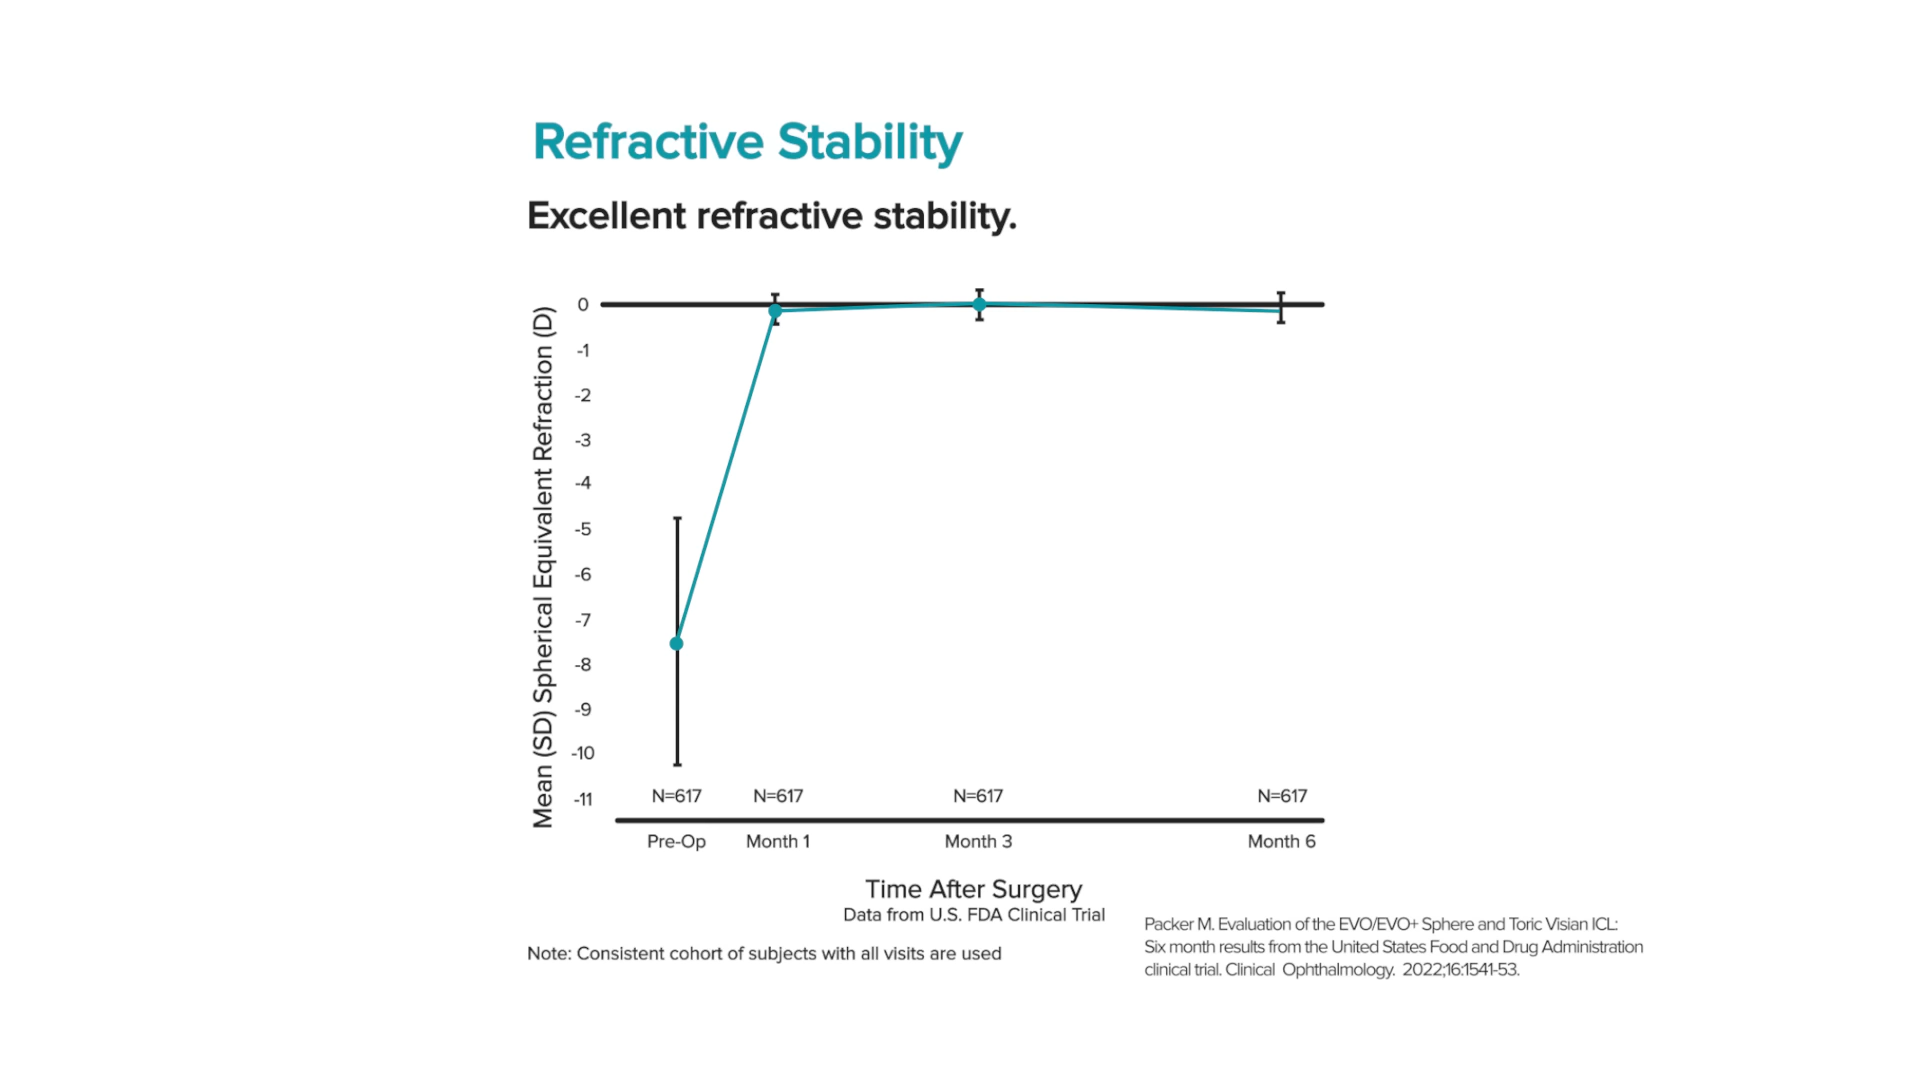 Refractive Stability
Excellent refractive stability.
Mean (SD) Spherical Equivalent Refraction (D)
0
-1
-2
-3
-4
-5
-6
-7
-8
-9
-10
-11
N=617 N=617 N=617 N=617
Pre-Op Month 1 Month 3 Month 6
Time After Surgery
Data from U.S. FDA Clinical Trial
Note: Consistent cohort of subjects with all visits are used
Packer M. Evaluation of the EVO/EVO+ Sphere and Toric Visian ICL:
Six month results from the United States Food and Drug Administration
clinical trial. Clinical Ophthalmology. 2022;16:1541-53.